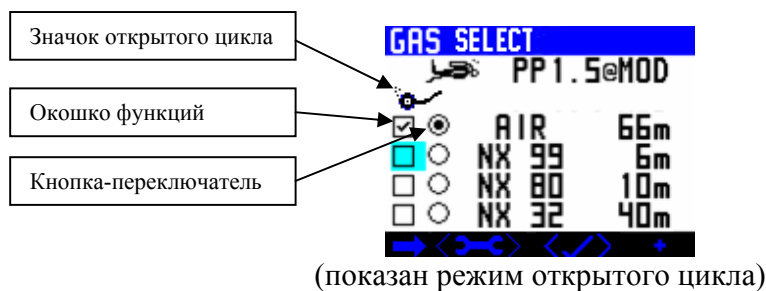 Значок открытого цикла
Окошко функций
Кнопка-переключатель
GAS SELECT
PP1.5@MOD
AIR 66m
NX 99 6m
NX 80 10m
NX 32 40m
(показан режим открытого цикла)